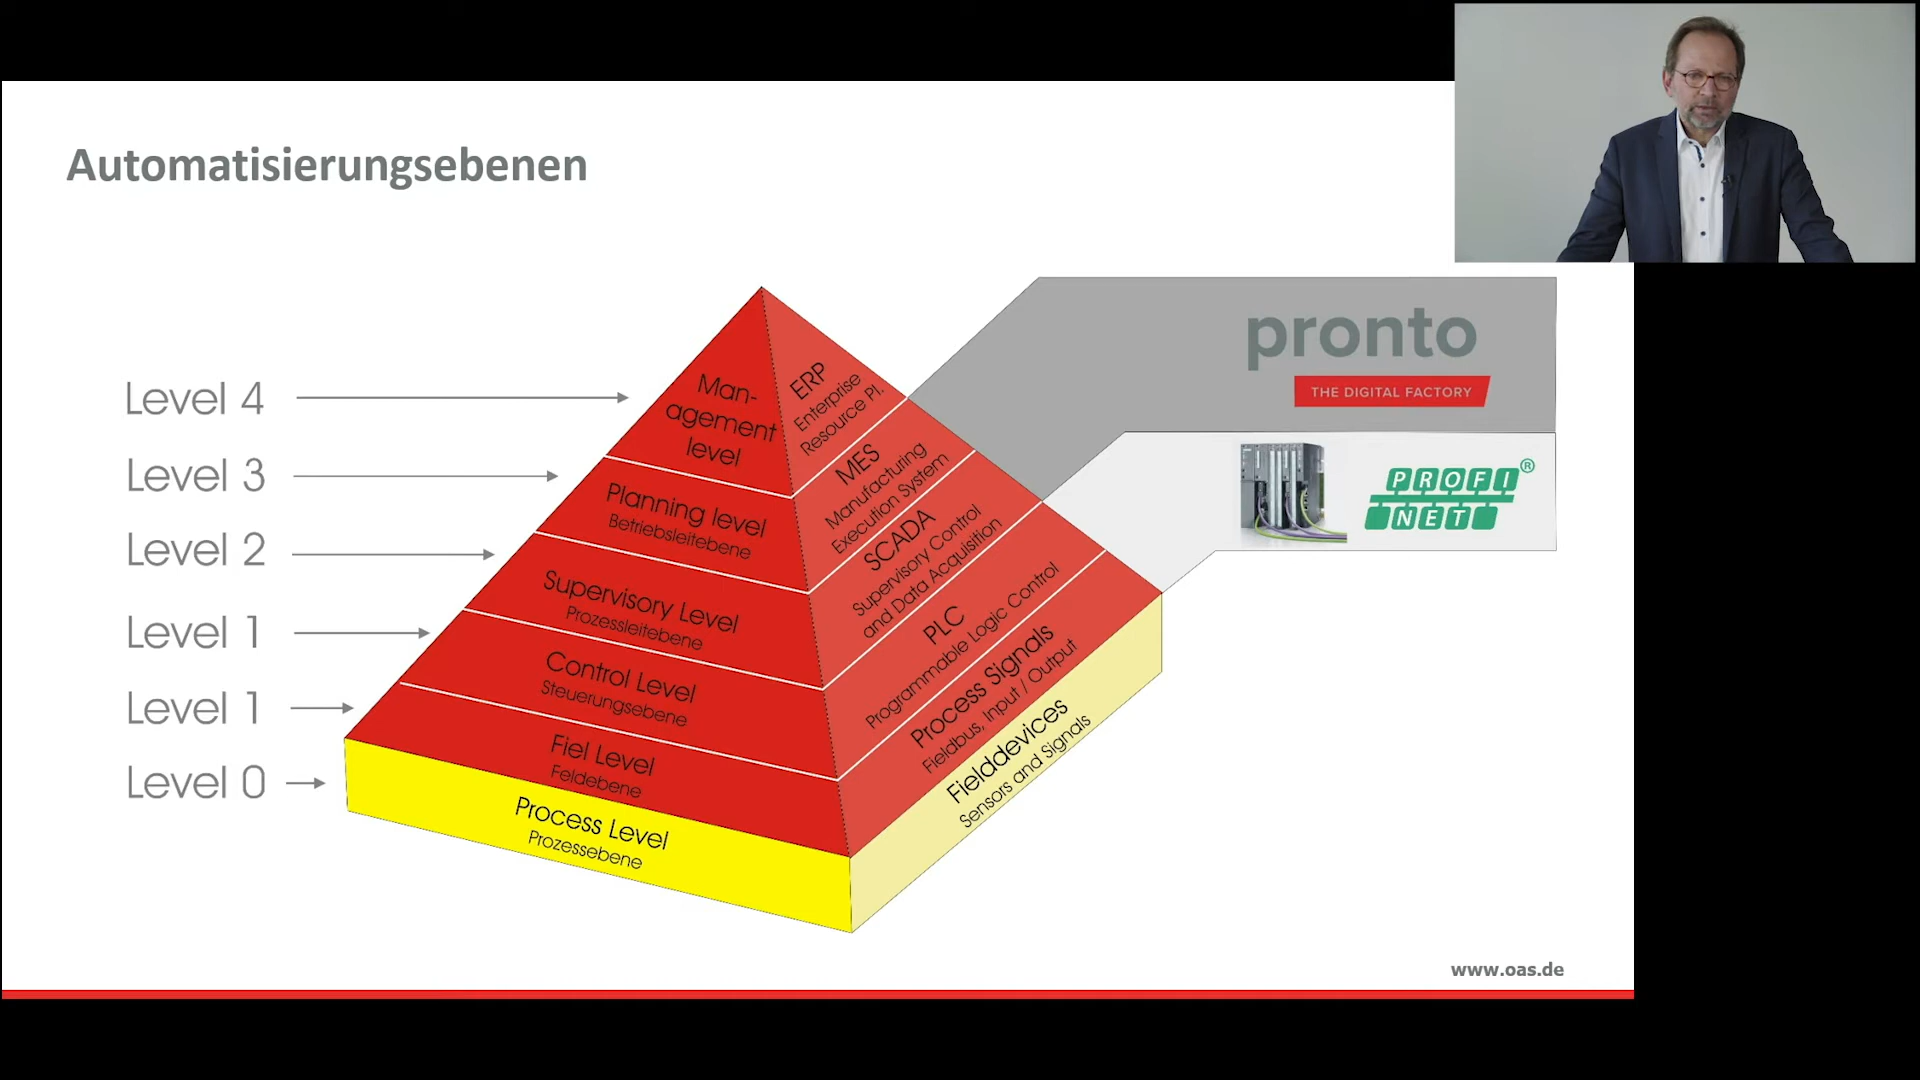 Automatisierungsebenen
Level 4
Level 3
Level 2
Level 1
Level 1
Level 0
Man-
agement
level
Planning level
Betriebsleitebene
Supervisory Level
Prozessleitebene
Control Level
Steuerungsebene
Fiel Level
Feldebene
Process Level
Prozessebene
ERP
Enterprise
Resource Pl.
MES
Manufacturing
Execution System
SCADA
Supervisory Control
and Data Acquisition
PLC
Programmable Logic Control
Process Signals
Fieldbus, Input / Output
Fielddevices
Sensors and Signals
pronto
THE DIGITAL FACTORY
PROFI®
NET
www.oas.de